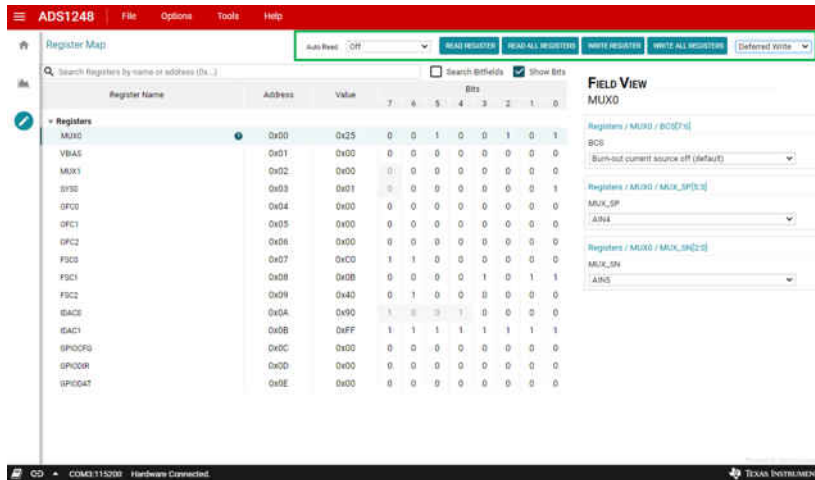 ADS1248 File Options Tools Help
Register Map Auto Read Off READ REGISTER READ ALL REGISTERS WRITE REGISTER WRITE ALL REGISTERS Deferred Write
Search Registers by name or address (0x...) Search Bitfields Show Bits
FIELD VIEW
MUX0
Register Name Address Value Bits
7 6 5 4 3 2 1 0
Registers
MUX0 0x00 0x25 0 0 1 0 0 1 0 1
VBIAS 0x01 0x00 0 0 0 0 0 0 0 0
MUX1 0x02 0x00 0 0 0 0 0 0 0 0
SYS0 0x03 0x01 0 0 0 0 0 0 0 1
OFC0 0x04 0x00 0 0 0 0 0 0 0 0
OFC1 0x05 0x00 0 0 0 0 0 0 0 0
OFC2 0x06 0x00 0 0 0 0 0 0 0 0
FSC0 0x07 0xC0 1 1 0 0 0 0 0 0
FSC1 0x08 0x0B 0 0 0 0 1 0 1 1
FSC2 0x09 0x40 0 1 0 0 0 0 0 0
IDAC0 0x0A 0x90 1 0 0 1 0 0 0 0
IDAC1 0x0B 0xFF 1 1 1 1 1 1 1 1
GPIOCFG 0x0C 0x00 0 0 0 0 0 0 0 0
GPIODIR 0x0D 0x00 0 0 0 0 0 0 0 0
GPIODAT 0x0E 0x00 0 0 0 0 0 0 0 0
Registers / MUX0 / BCS[7:6]
BCS
Burn-out current source off (default)
Registers / MUX0 / MUX_SP[5:3]
MUX_SP
AIN4
Registers / MUX0 / MUX_SN[2:0]
MUX_SN
AIN5
COM3:115200 Hardware Connected. TEXAS INSTRUMEN